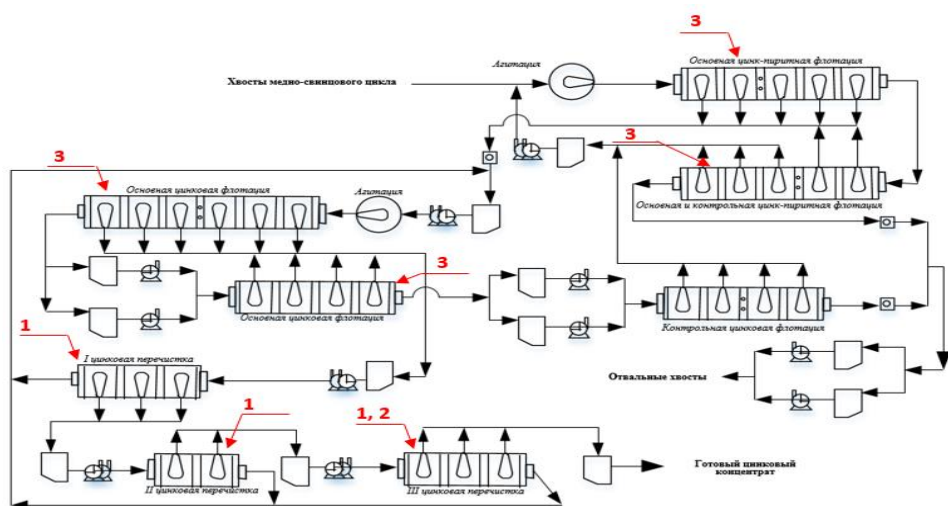 3
Основная цинк-пиритная флотация
Агитация
Хвосты медно-свинцового цикла
3
3
Основная цинковая флотация
Агитация
Основная и контрольная цинк-пиритная флотация
3
Основная цинковая флотация
Контрольная цинковая флотация
1
I цинковая перечистка
Отвальные хвосты
1
1, 2
Готовый цинковый
концентрат
II цинковая перечистка
III цинковая перечистка